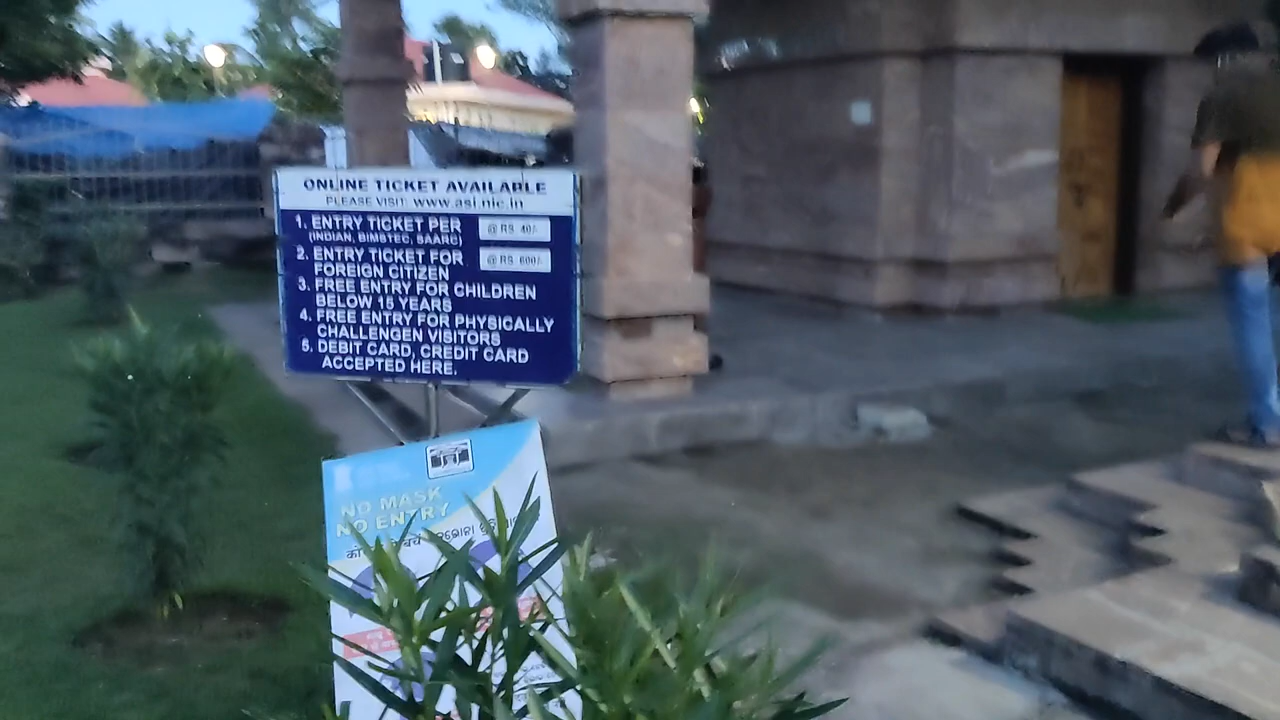 ONLINE TICKET AVAILABLE
PLEASE VISIT: www.asi.nic.in
1. ENTRY TICKET PER @ RS. 40/-
(INDIAN, BIMSTEC, SAARC)
2. ENTRY TICKET FOR @ RS. 600/-
FOREIGN CITIZEN
3. FREE ENTRY FOR CHILDREN
BELOW 15 YEARS
4. FREE ENTRY FOR PHYSICALLY
CHALLENGEN VISITORS
5. DEBIT CARD, CREDIT CARD
ACCEPTED HERE.
NO MASK
NO ENTRY